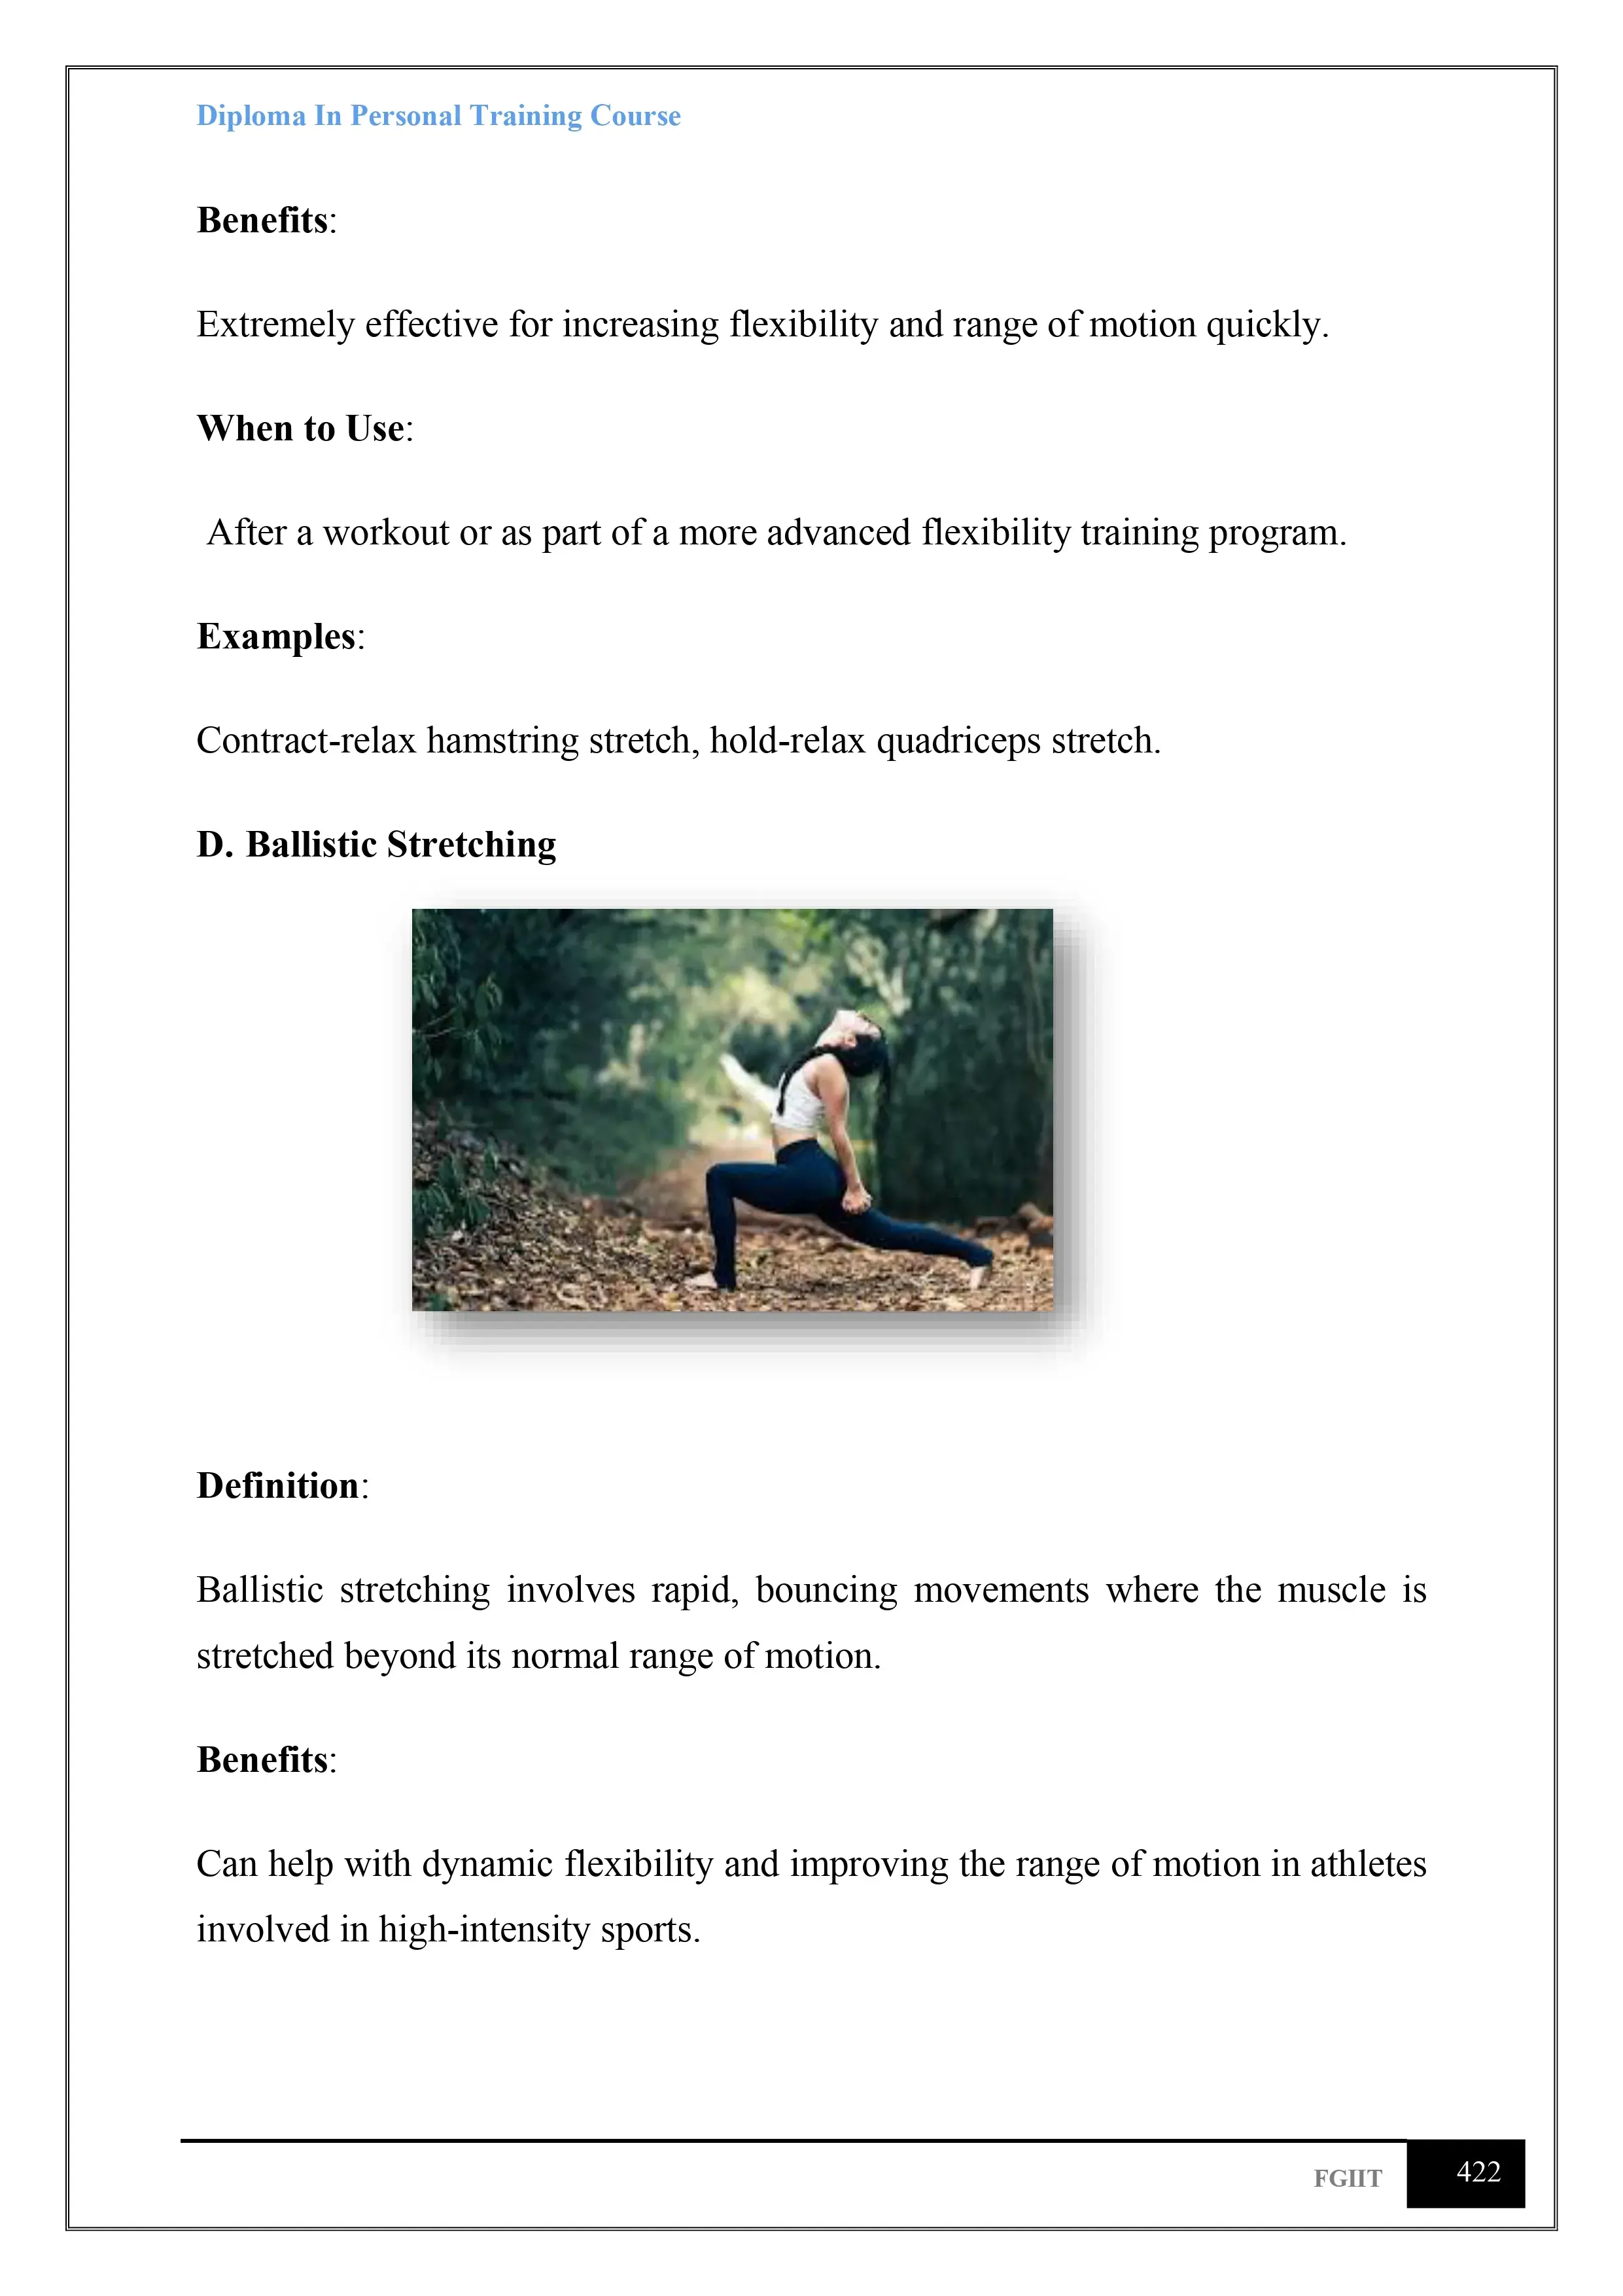 Diploma In Personal Training Course
Benefits:
Extremely effective for increasing flexibility and range of motion quickly.
When to Use:
After a workout or as part of a more advanced flexibility training program.
Examples:
Contract-relax hamstring stretch, hold-relax quadriceps stretch.
D. Ballistic Stretching
Definition:
Ballistic stretching involves rapid, bouncing movements where the muscle is
stretched beyond its normal range of motion.
Benefits:
Can help with dynamic flexibility and improving the range of motion in athletes
involved in high-intensity sports.
FGIIT 422